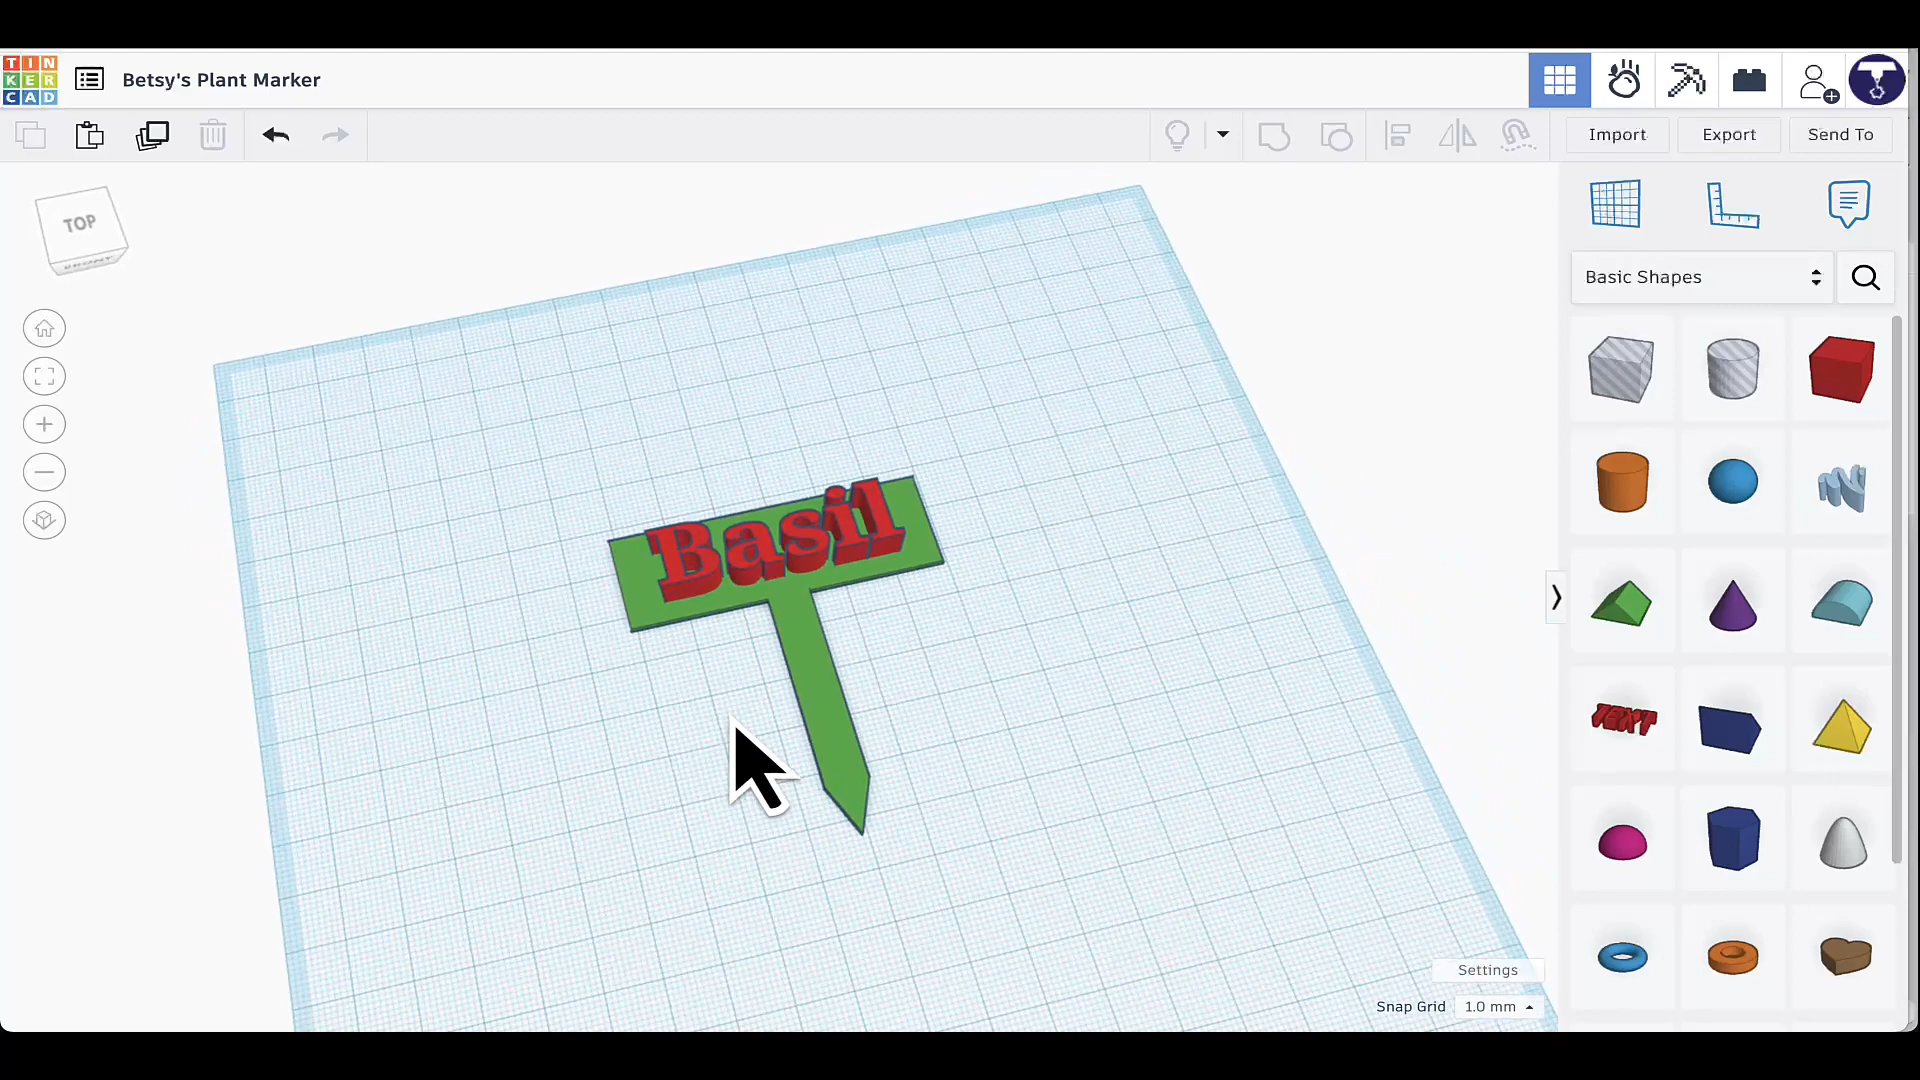 TIN
KER
CAD
Betsy's Plant Marker
Import
Export
Send To
TOP
FRONT
Basic Shapes
Basil
TEXT
Settings
Snap Grid 1.0 mm